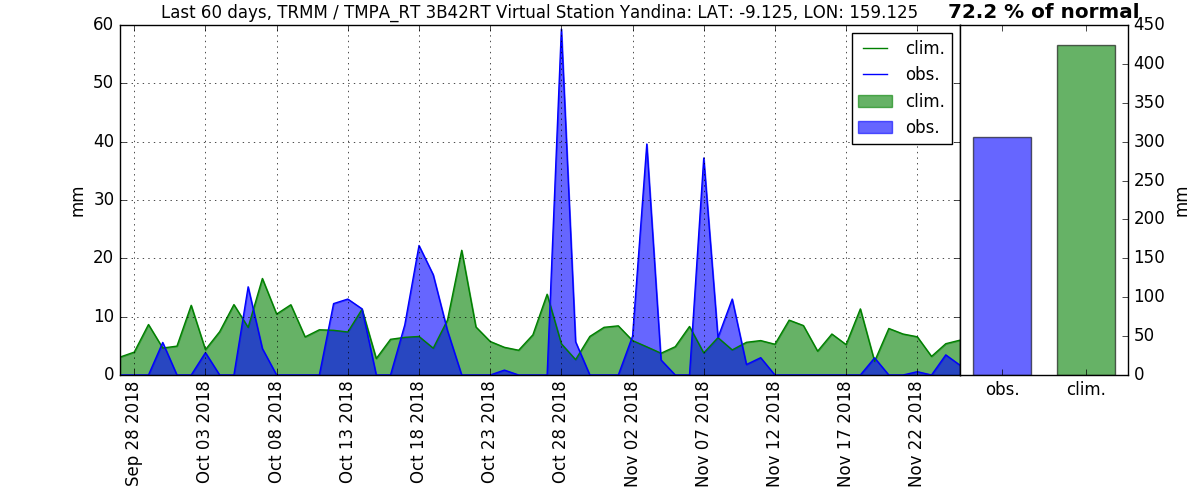 Last 60 days, TRMM / TMPA_RT 3B42RT Virtual Station Yandina: LAT: -9.125, LON: 159.125
72.2 % of normal
60
50
40
30
20
10
0
mm
clim.
obs.
clim.
obs.
450
400
350
300
250
200
150
100
50
0
mm
Sep 28 2018
Oct 03 2018
Oct 08 2018
Oct 13 2018
Oct 18 2018
Oct 23 2018
Oct 28 2018
Nov 02 2018
Nov 07 2018
Nov 12 2018
Nov 17 2018
Nov 22 2018
obs.
clim.